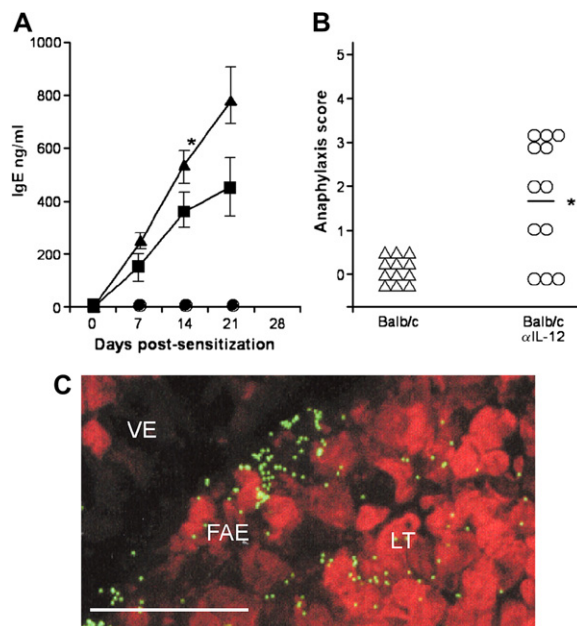 A
B
1000
800
600
400
200
0
IgE ng/ml
*
0 7 14 21 28
Days post-sensitization
5
4
3
2
1
0
Anaphylaxis score
*
Balb/c
Balb/c
αIL-12
C
VE
FAE
LT